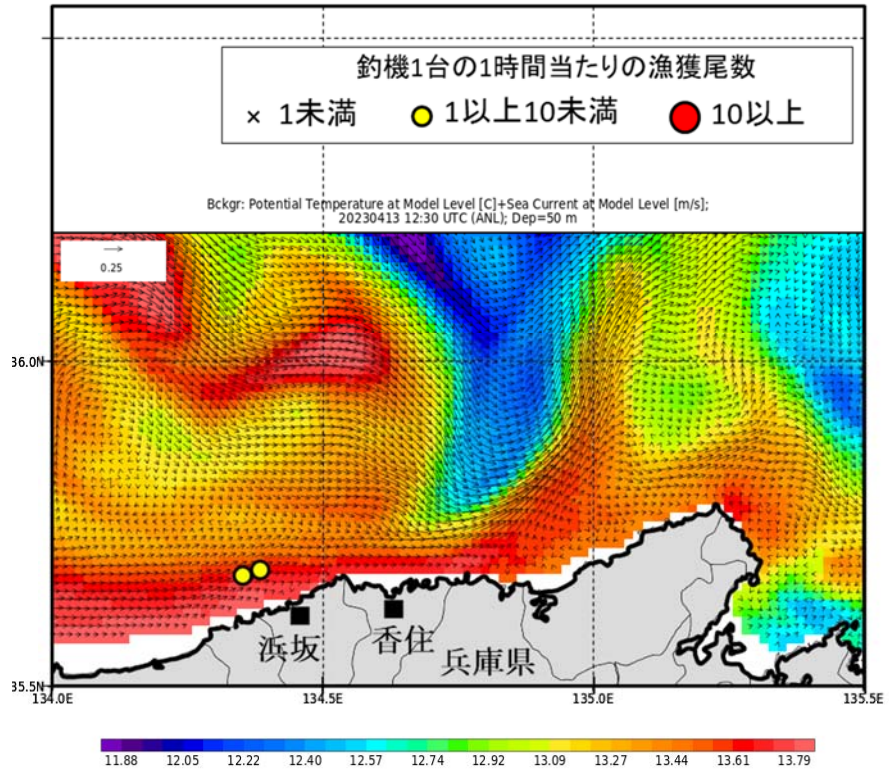 釣機1台の1時間当たりの漁獲尾数
× 1未満 1以上10未満 10以上
Bckgr: Potential Temperature at Model Level [C]+Sea Current at Model Level [m/s];
20230413 12:30 UTC (ANL); Dep=50 m
0.25
36.0N
浜坂 香住 兵庫県
35.5N
134.0E 134.5E 135.0E 135.5E
11.88 12.05 12.22 12.40 12.57 12.74 12.92 13.09 13.27 13.44 13.61 13.79